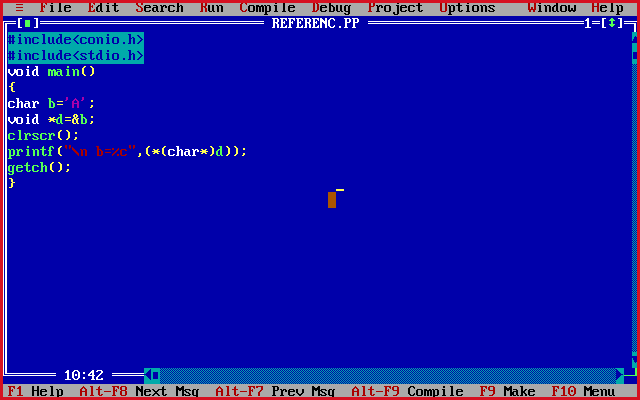 ≡ File Edit Search Run Compile Debug Project Options Window Help
[■] REFERENC.PP 1=[↕]
#include<conio.h>
#include<stdio.h>
void main()
{
char b='A';
void *d=&b;
clrscr();
printf("\n b=%c",(*(char*)d));
getch();
}
10:42
F1 Help Alt-F8 Next Msg Alt-F7 Prev Msg Alt-F9 Compile F9 Make F10 Menu